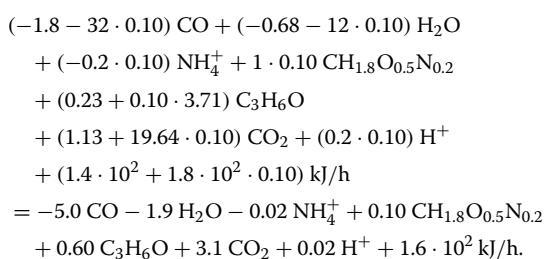 (−1.8 − 32 · 0.10) CO + (−0.68 − 12 · 0.10) H₂O
+ (−0.2 · 0.10) NH₄⁺ + 1 · 0.10 CH₁.₈O₀.₅N₀.₂
+ (0.23 + 0.10 · 3.71) C₃H₆O
+ (1.13 + 19.64 · 0.10) CO₂ + (0.2 · 0.10) H⁺
+ (1.4 · 10² + 1.8 · 10² · 0.10) kJ/h
= −5.0 CO − 1.9 H₂O − 0.02 NH₄⁺ + 0.10 CH₁.₈O₀.₅N₀.₂
+ 0.60 C₃H₆O + 3.1 CO₂ + 0.02 H⁺ + 1.6 · 10² kJ/h.